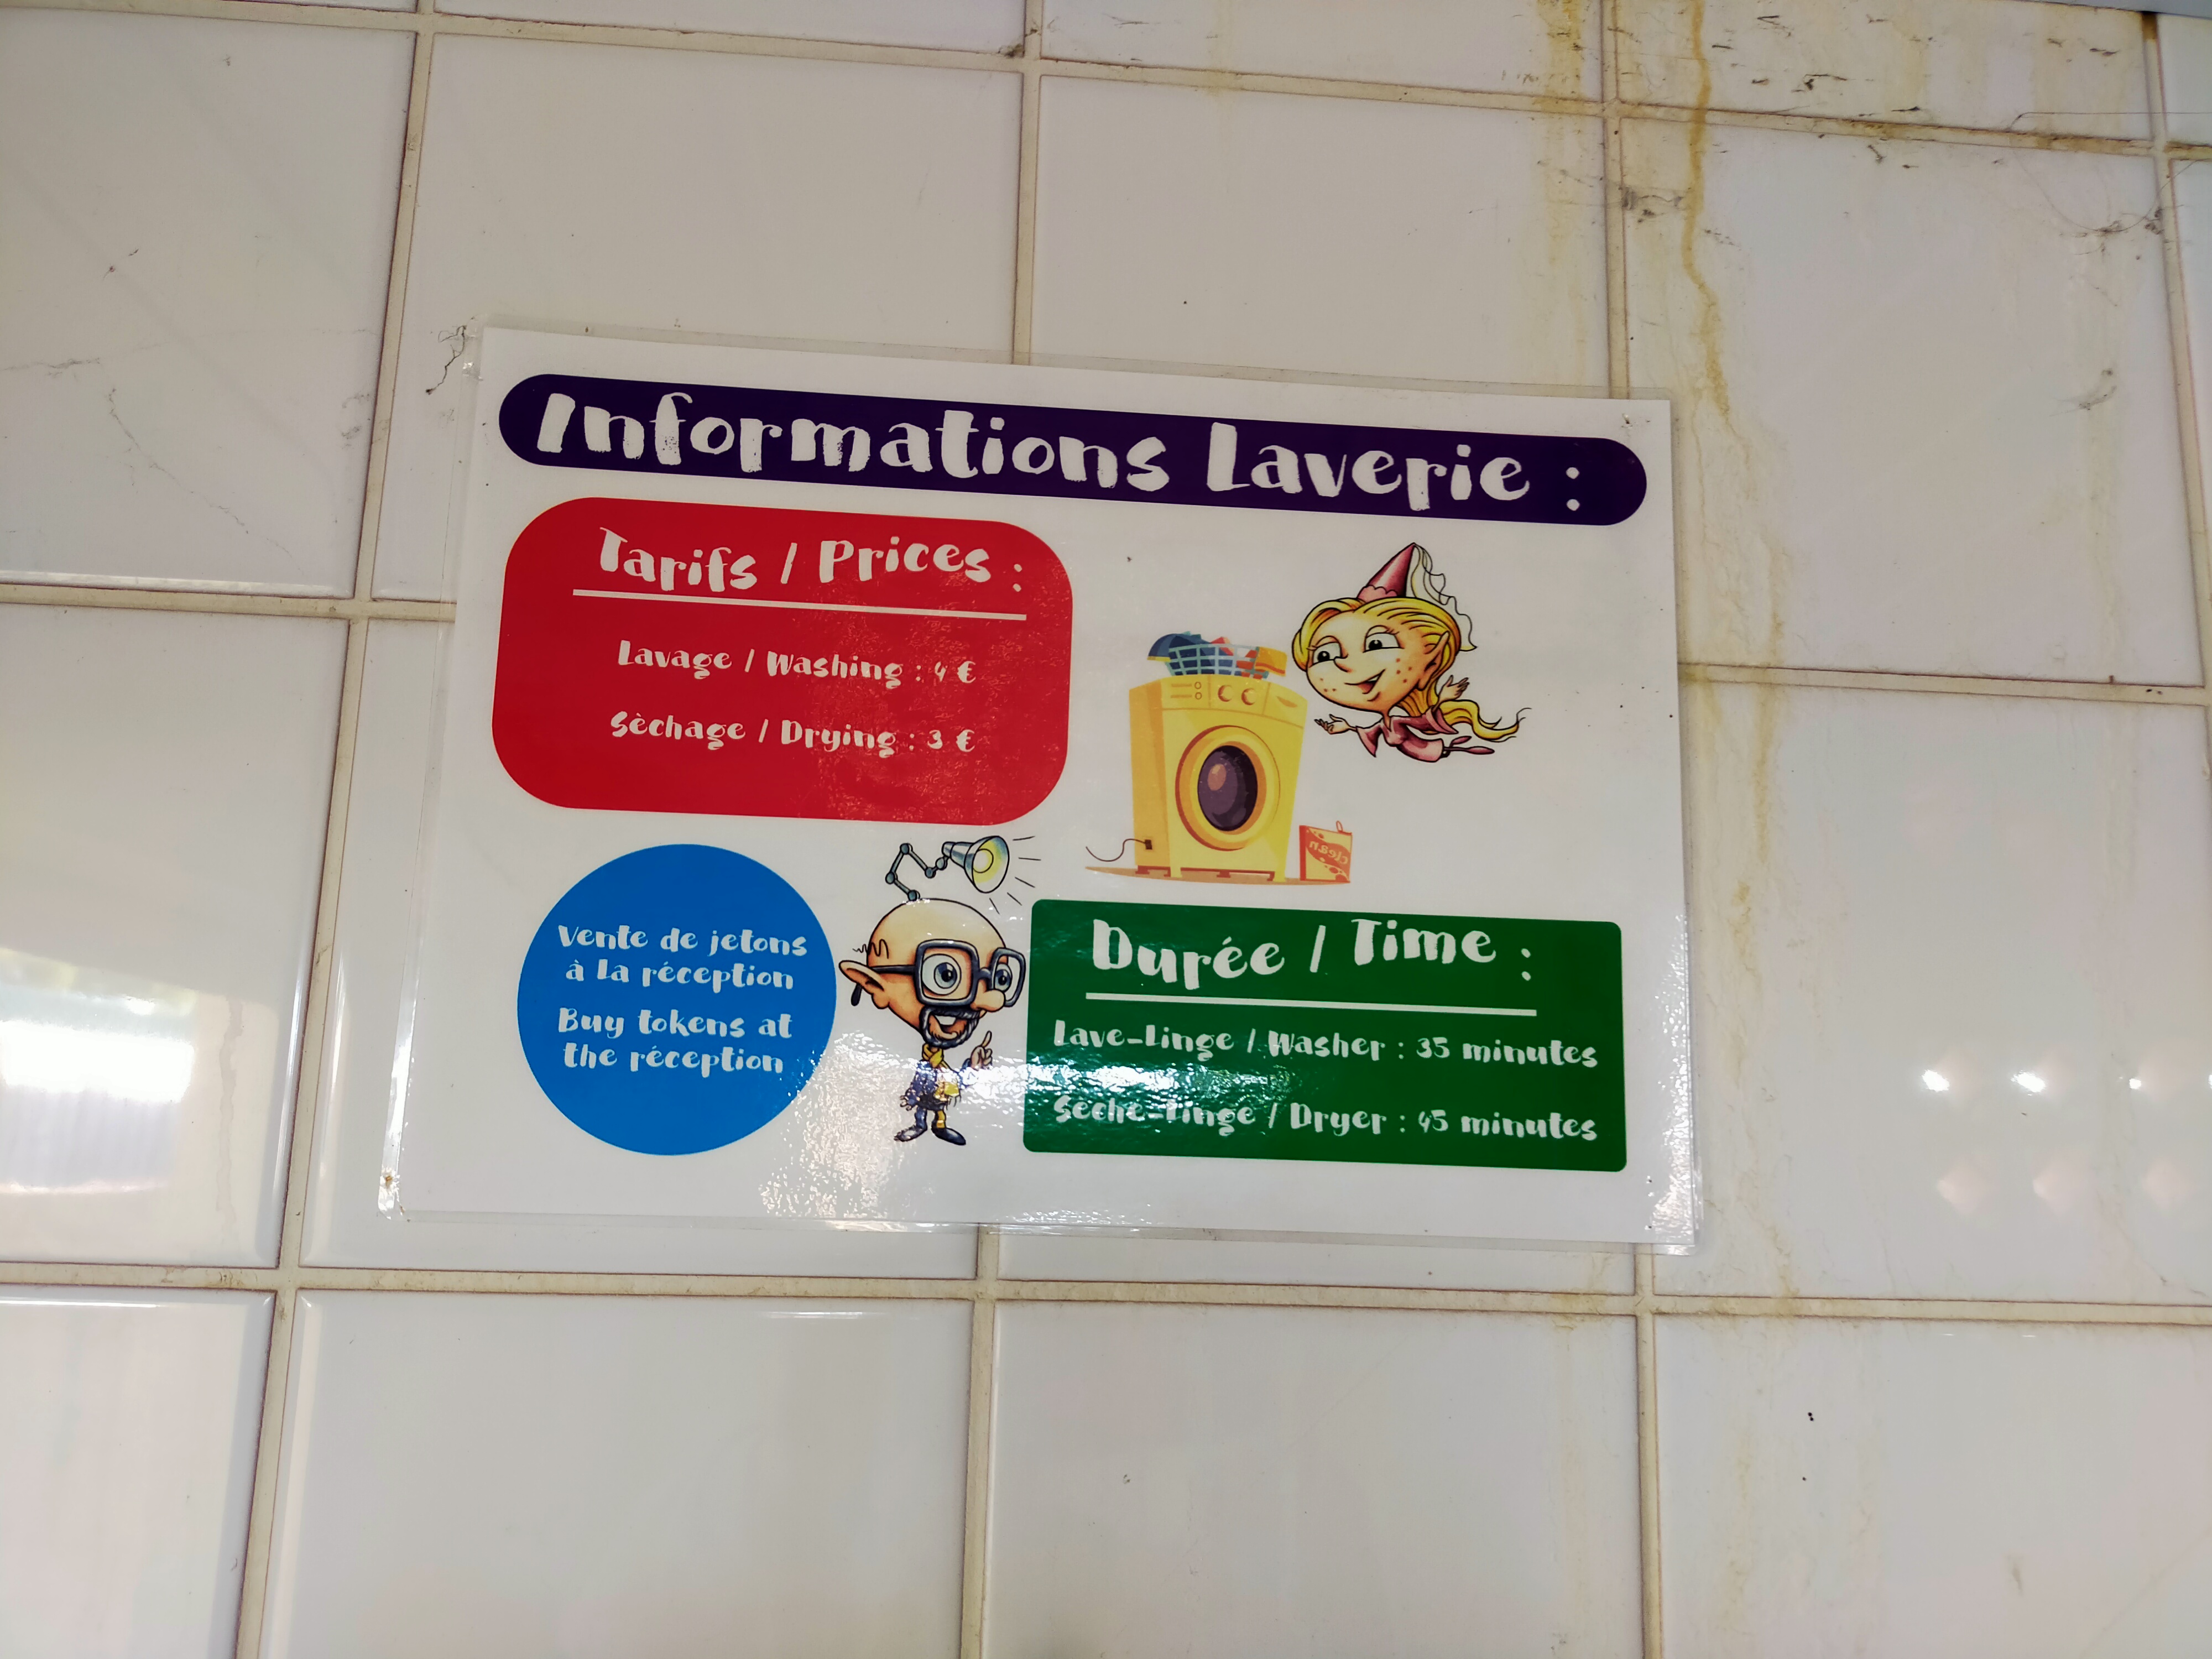 Informations Laverie :
Tarifs / Prices :
Lavage / Washing : 4 €
Sèchage / Drying : 3 €
clean
Vente de jetons
à la réception
Buy tokens at
the réception
Durée / Time :
Lave-Linge / Washer : 35 minutes
Sèche-Linge / Dryer : 45 minutes